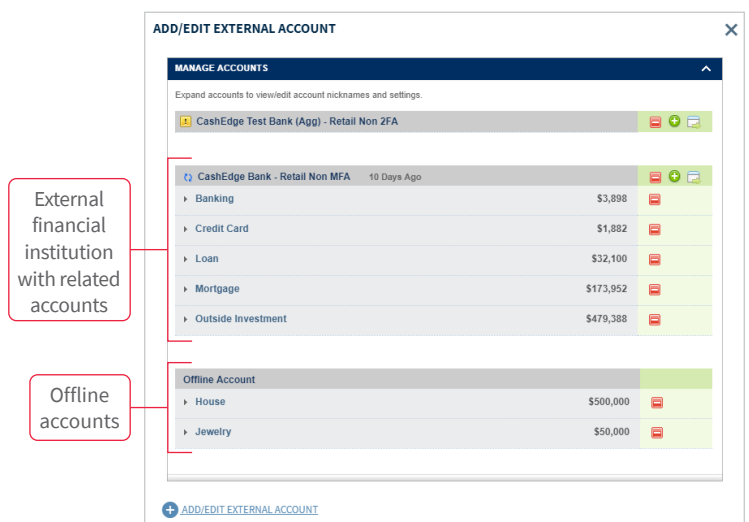 ADD/EDIT EXTERNAL ACCOUNT
MANAGE ACCOUNTS
Expand accounts to view/edit account nicknames and settings.
CashEdge Test Bank (Agg) - Retail Non 2FA
External
financial
institution
with related
accounts
CashEdge Bank - Retail Non MFA 10 Days Ago
Banking $3,898
Credit Card $1,882
Loan $32,100
Mortgage $173,952
Outside Investment $479,388
Offline
accounts
Offline Account
House $500,000
Jewelry $50,000
ADD/EDIT EXTERNAL ACCOUNT